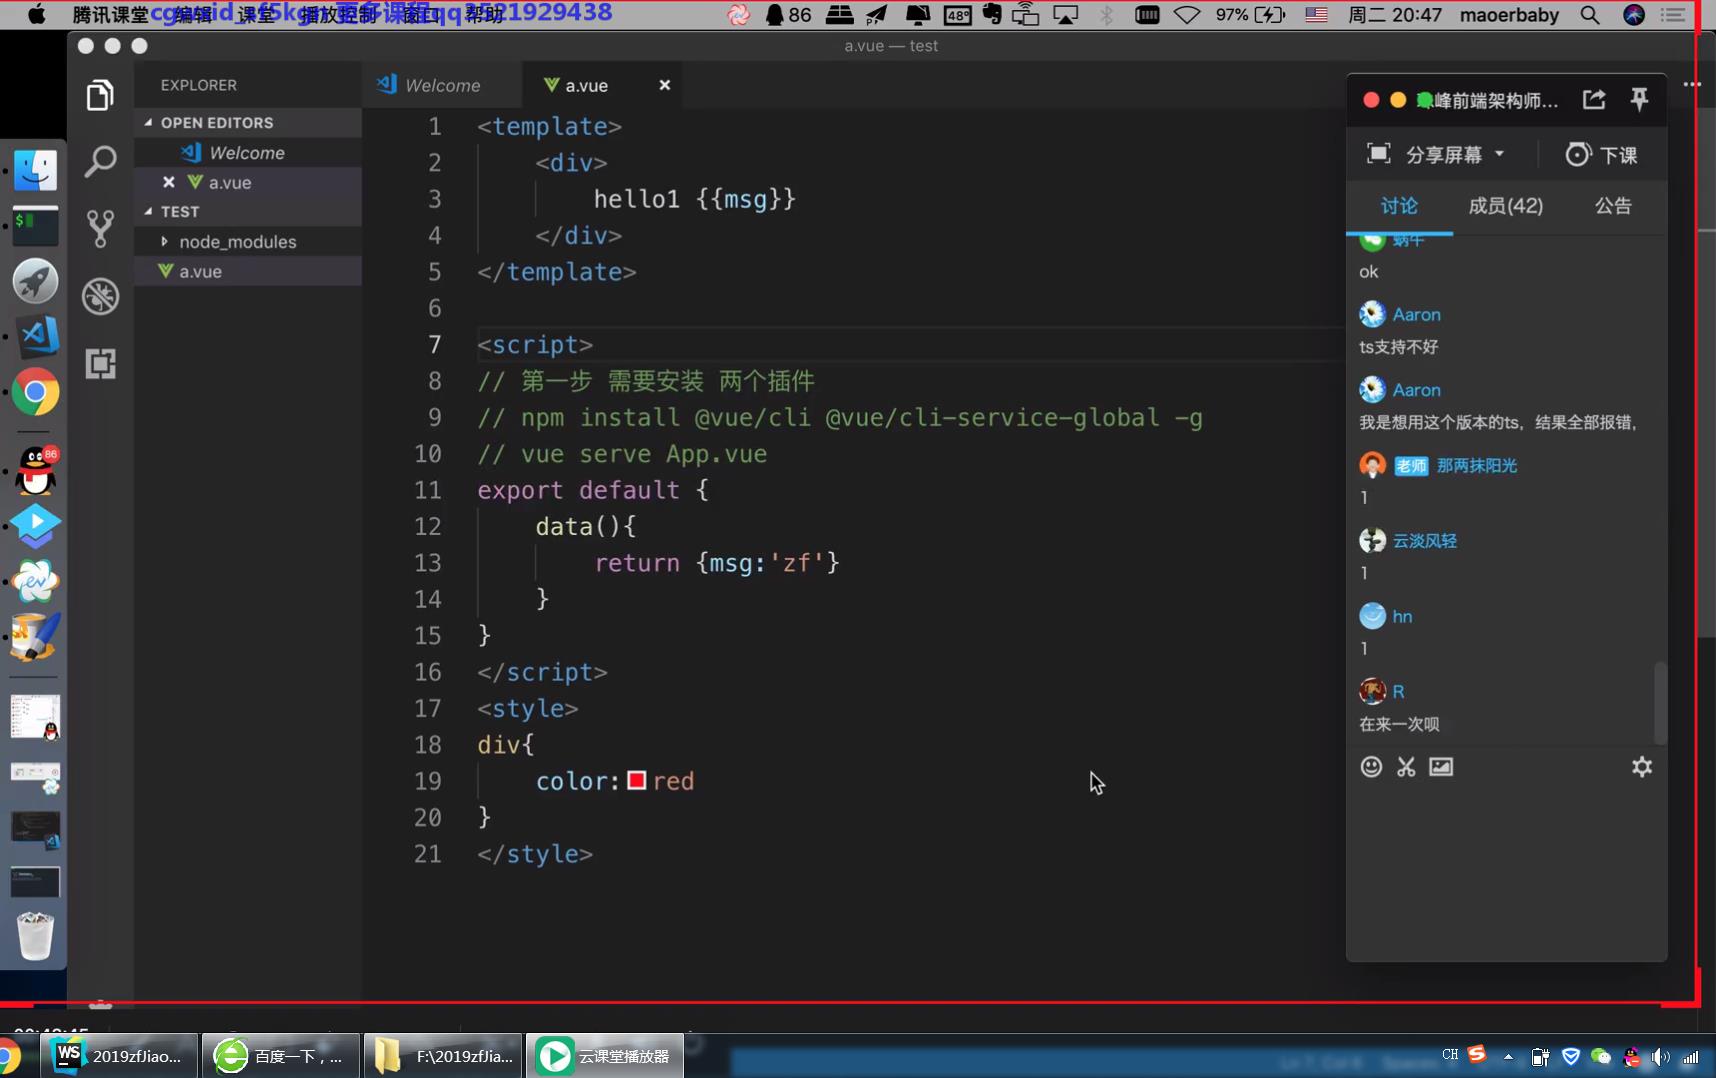 腾讯课堂 编辑 课堂 播放控制 窗口 帮助
86
48°
97%
周二 20:47 maoerbaby
a.vue — test
EXPLORER
OPEN EDITORS
Welcome
a.vue
TEST
node_modules
a.vue
Welcome
a.vue
1 <template>
2 <div>
3 hello1 {{msg}}
4 </div>
5 </template>
6
7 <script>
8 // 第一步 需要安装 两个插件
9 // npm install @vue/cli @vue/cli-service-global -g
10 // vue serve App.vue
11 export default {
12 data(){
13 return {msg:'zf'}
14 }
15 }
16 </script>
17 <style>
18 div{
19 color: red
20 }
21 </style>
峰前端架构师...
分享屏幕 下课
讨论 成员(42) 公告
蜗牛
ok
Aaron
ts支持不好
Aaron
我是想用这个版本的ts，结果全部报错，
老师 那两抹阳光
1
云淡风轻
1
hn
1
R
在来一次呗
86
WS 2019zfJiao...
百度一下，...
F:\2019zfJia...
云课堂播放器
CH